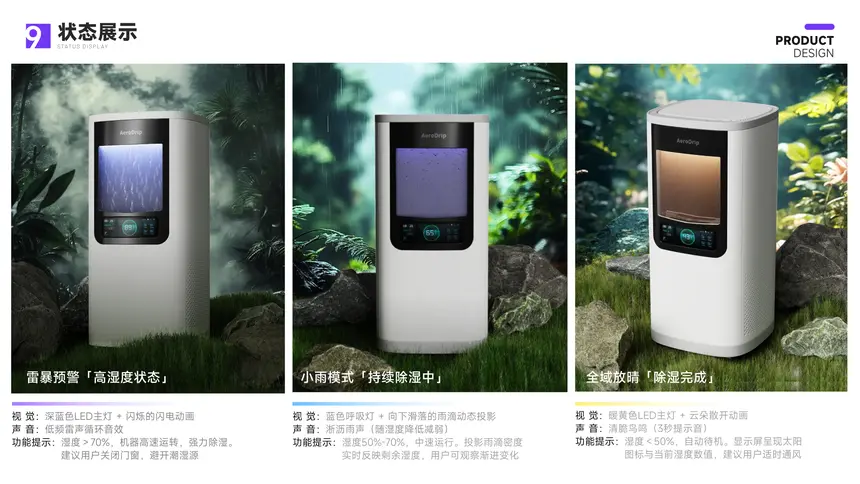 9 状态展示
STATUD DISPLAY
PRODUCT
DESIGN
AeroDrip
AeroDrip
65%
AeroDrip
雷暴预警「高湿度状态」
小雨模式「持续除湿中」
全域放晴「除湿完成」
视 觉：深蓝色LED主灯 + 闪烁的闪电动画
声 音：低频雷声循环音效
功能提示：湿度 > 70%，机器高速运转，强力除湿。
建议用户关闭门窗，避开潮湿源
视 觉：蓝色呼吸灯 + 向下滑落的雨滴动态投影
声 音：淅沥雨声（随湿度降低减弱）
功能提示：湿度50%-70%，中速运行。投影雨滴密度
实时反映剩余湿度，用户可观察渐进变化
视 觉：暖黄色LED主灯 + 云朵散开动画
声 音：清脆鸟鸣（3秒提示音）
功能提示：湿度 < 50%，自动待机。显示屏呈现太阳
图标与当前湿度数值，建议用户适时通风